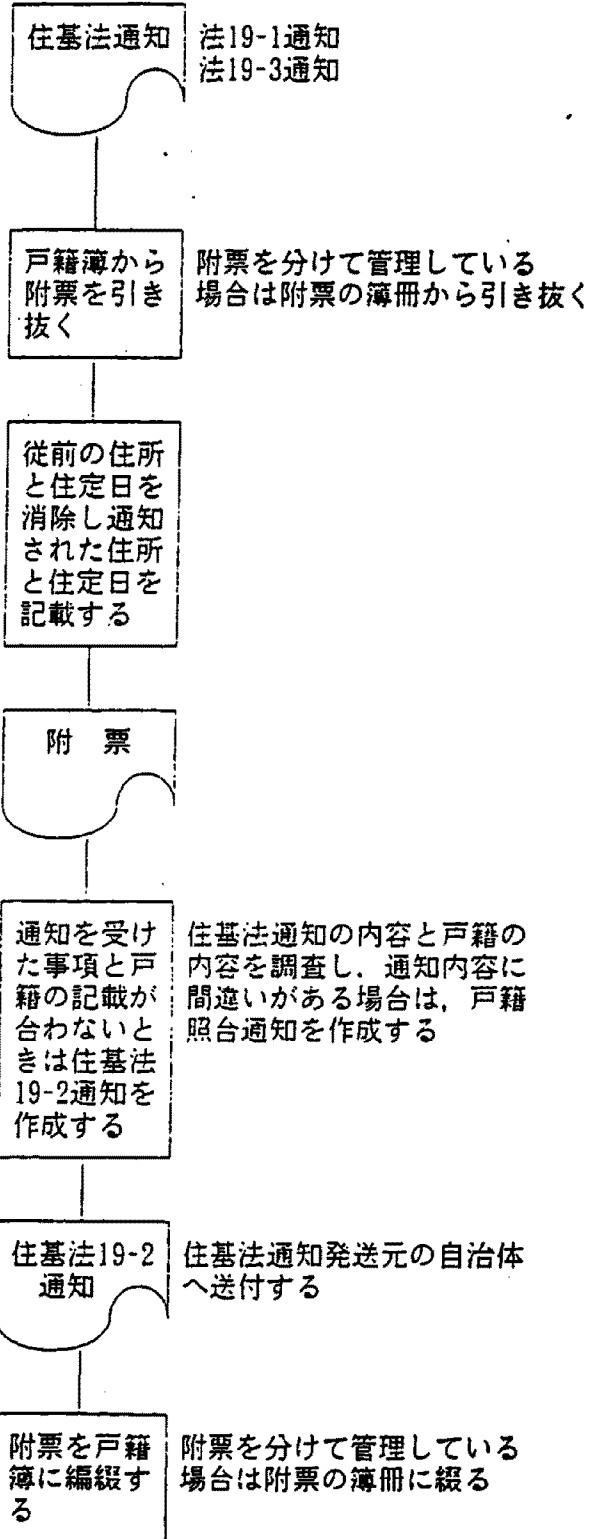 住基法通知
法19-1通知
法19-3通知
戸籍簿から
附票を引き
抜く
附票を分けて管理している
場合は附票の簿冊から引き抜く
従前の住所
と住定日を
消除し通知
された住所
と住定日を
記載する
附 票
通知を受け
た事項と戸
籍の記載が
合わないと
きは住基法
19-2通知を
作成する
住基法通知の内容と戸籍の
内容を調査し，通知内容に
間違いがある場合は，戸籍
照合通知を作成する
住基法19-2
通知
住基法通知発送元の自治体
へ送付する
附票を戸籍
簿に編綴す
る
附票を分けて管理している
場合は附票の簿冊に綴る